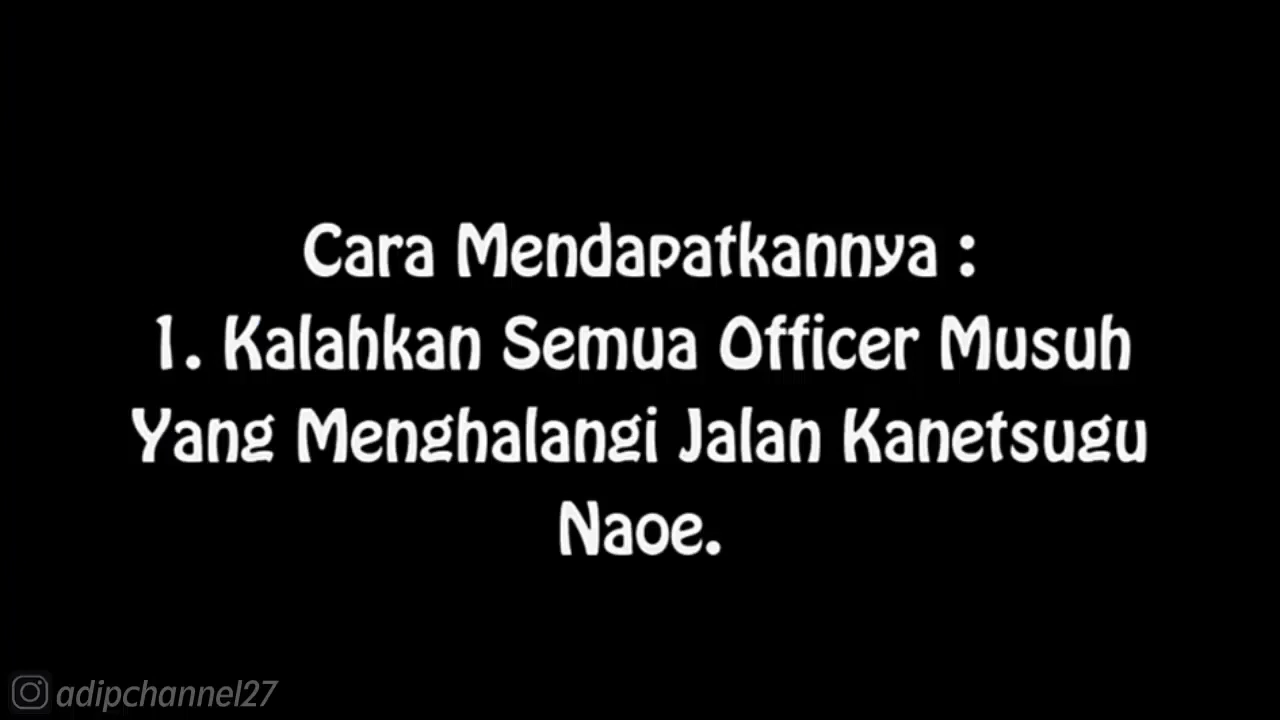 Cara Mendapatkannya :
1. Kalahkan Semua Officer Musuh
Yang Menghalangi Jalan Kanetsugu
Naoe.
adipchannel27